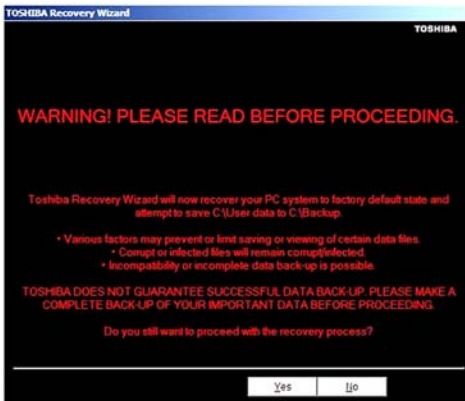 TOSHIBA Recovery Wizard
TOSHIBA
WARNING! PLEASE READ BEFORE PROCEEDING.
Toshiba Recovery Wizard will now recover your PC system to factory default state and
attempt to save C:\User data to C:\Backup.
• Various factors may prevent or limit saving or viewing of certain data files.
• Corrupt or infected files will remain corrupt/infected.
• Incompatibility or incomplete data back-up is possible.
TOSHIBA DOES NOT GUARANTEE SUCCESSFUL DATA BACK-UP. PLEASE MAKE A
COMPLETE BACK-UP OF YOUR IMPORTANT DATA BEFORE PROCEEDING.
Do you still want to proceed with the recovery process?
Yes No